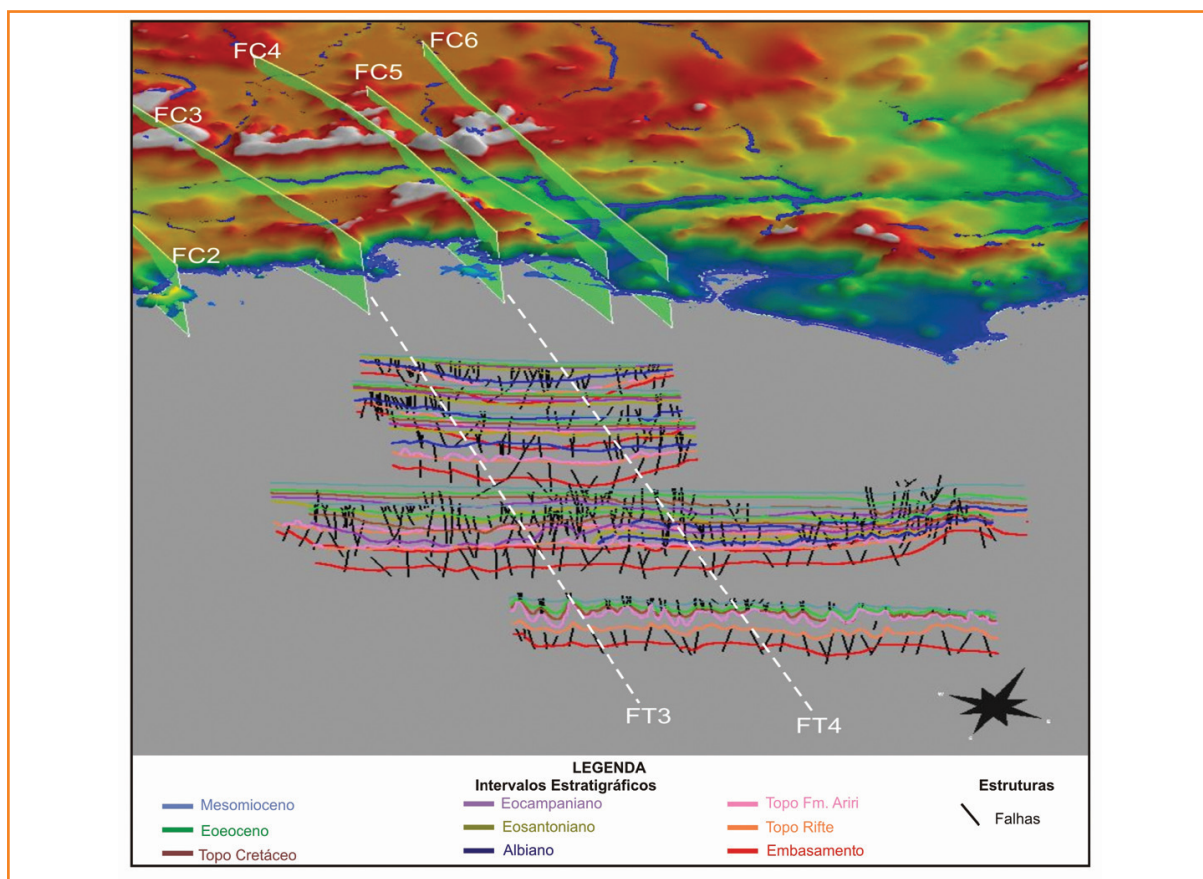 FC6
FC4
FC5
FC3
FC2
FT3
FT4
LEGENDA
Intervalos Estratigráficos
Estruturas
Mesomioceno
Eoeoceno
Topo Cretáceo
Eocampaniano
Eosantoniano
Albiano
Topo Fm. Ariri
Topo Rifte
Embasamento
Falhas